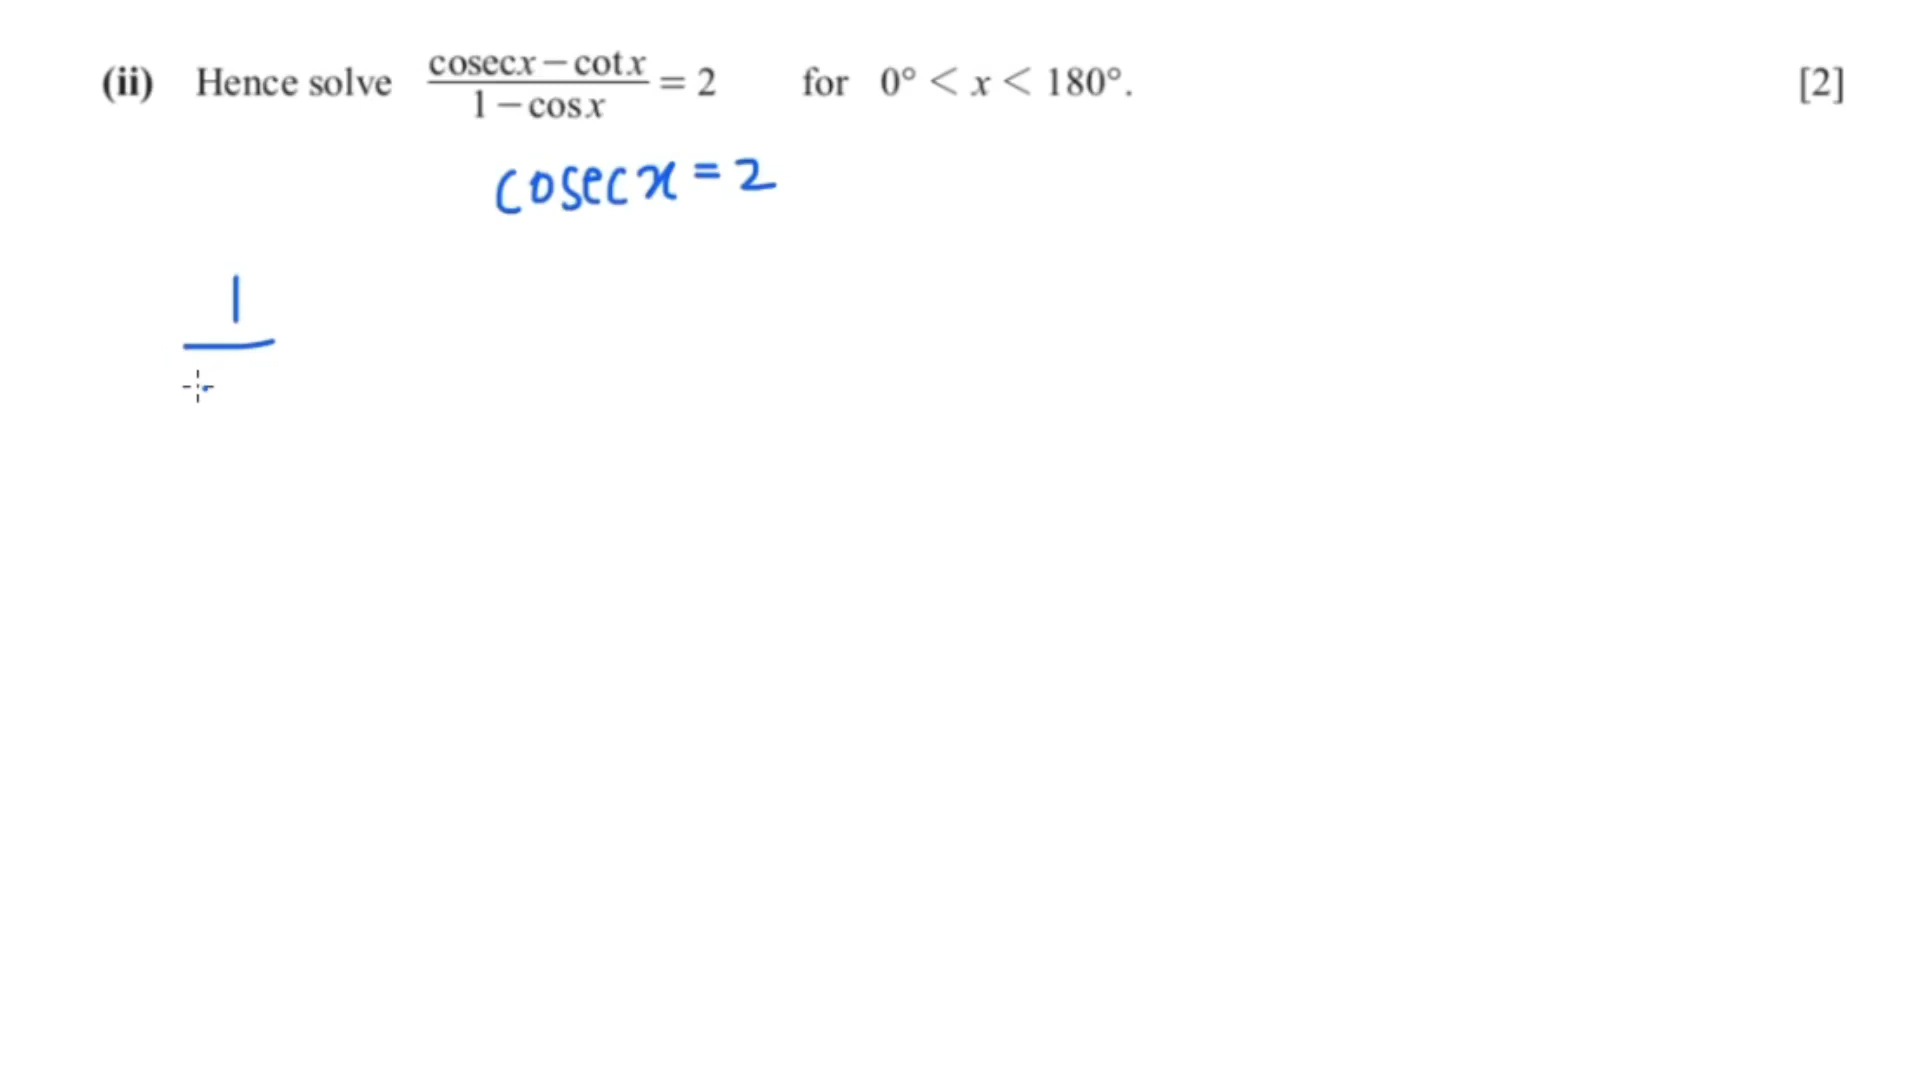 (ii) Hence solve (cosecx − cotx)/(1 − cosx) = 2 for 0° < x < 180°. [2]
cosecx = 2
1